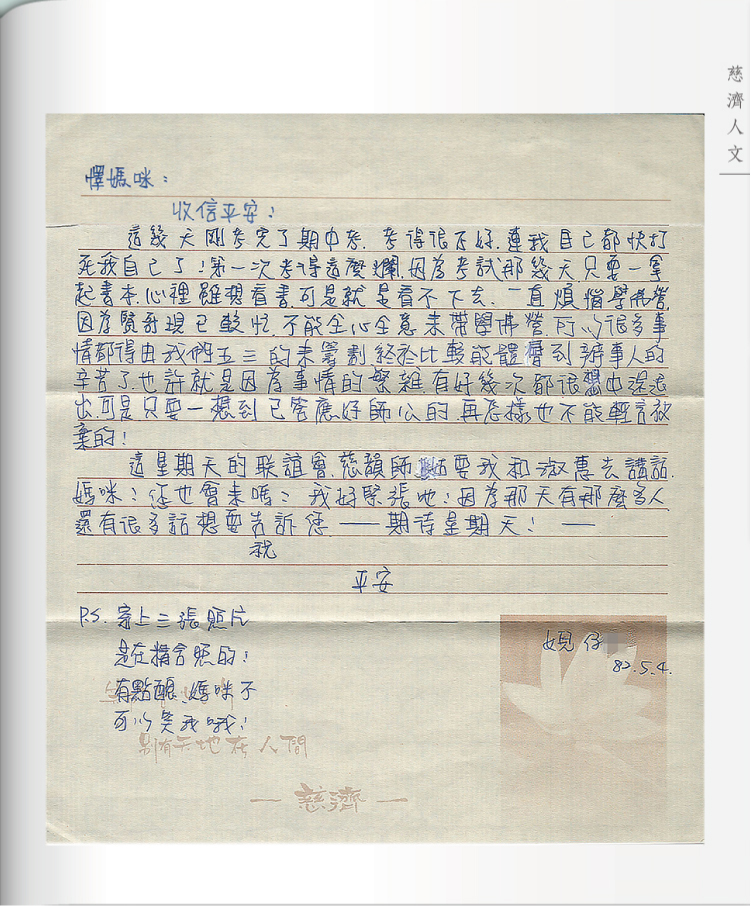 慈濟人文
懌媽咪：
收信平安！
這幾天剛考完了期中考.考得很不好.連我自己都快打
死我自己了！第一次考得這麼爛.因為考試那幾天.只要一拿
起書本.心裡雖想看書.可是就是看不下去.一直煩惱學佛營.
因為賢發現已較忙.不能全心全意來帶學佛營.所以很多事
情都得由我們五三的來籌劃.終於比較能體會到辦事人的
辛苦了.也許就是因為事情的繁雜.有好幾次都很想中途退
出.可是只要一想到已答應好師公的.再怎樣也不能輕言放
棄的！
這星期天的联誼會.慈韻師姑要我和淑惠去講話.
媽咪！您也會來嗎？我好緊張地！因為那天有那麼多人.
還有很多話想要告訴您——期待星期天！—
祝
平安
P.S.寄上三張照片
是在精舍照的！
有點醜、媽咪不
可以笑我哦！
娊仔
82.5.4.
別有天地在人間
— 慈濟 —